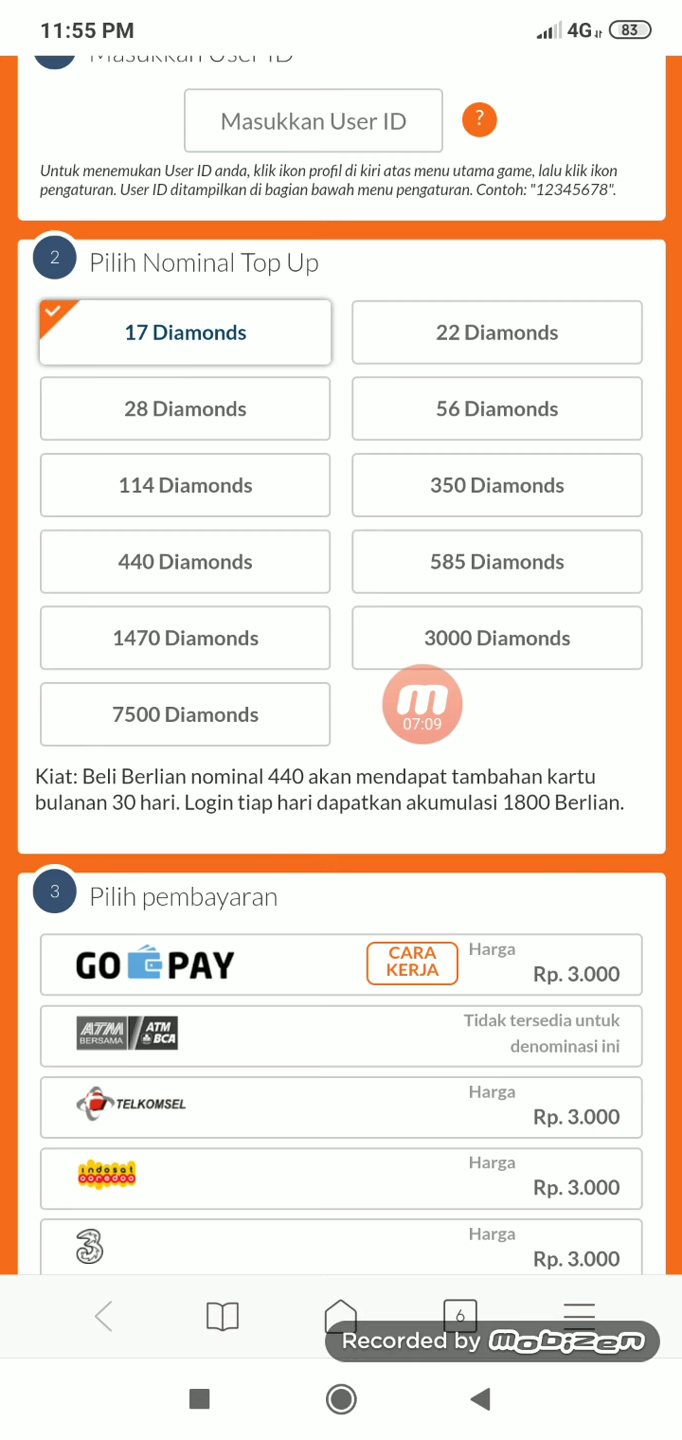 11:55 PM
4G
83
Masukkan User ID
Masukkan User ID
?
Untuk menemukan User ID anda, klik ikon profil di kiri atas menu utama game, lalu klik ikon
pengaturan. User ID ditampilkan di bagian bawah menu pengaturan. Contoh: "12345678".
2
Pilih Nominal Top Up
17 Diamonds
22 Diamonds
28 Diamonds
56 Diamonds
114 Diamonds
350 Diamonds
440 Diamonds
585 Diamonds
1470 Diamonds
3000 Diamonds
7500 Diamonds
m
07:09
Kiat: Beli Berlian nominal 440 akan mendapat tambahan kartu
bulanan 30 hari. Login tiap hari dapatkan akumulasi 1800 Berlian.
3
Pilih pembayaran
GO PAY
CARA
KERJA
Harga
Rp. 3.000
ATM
BERSAMA
ATM
BCA
Tidak tersedia untuk
denominasi ini
TELKOMSEL
Harga
Rp. 3.000
indosat
ooredoo
Harga
Rp. 3.000
3
Harga
Rp. 3.000
6
Recorded by Mobizen